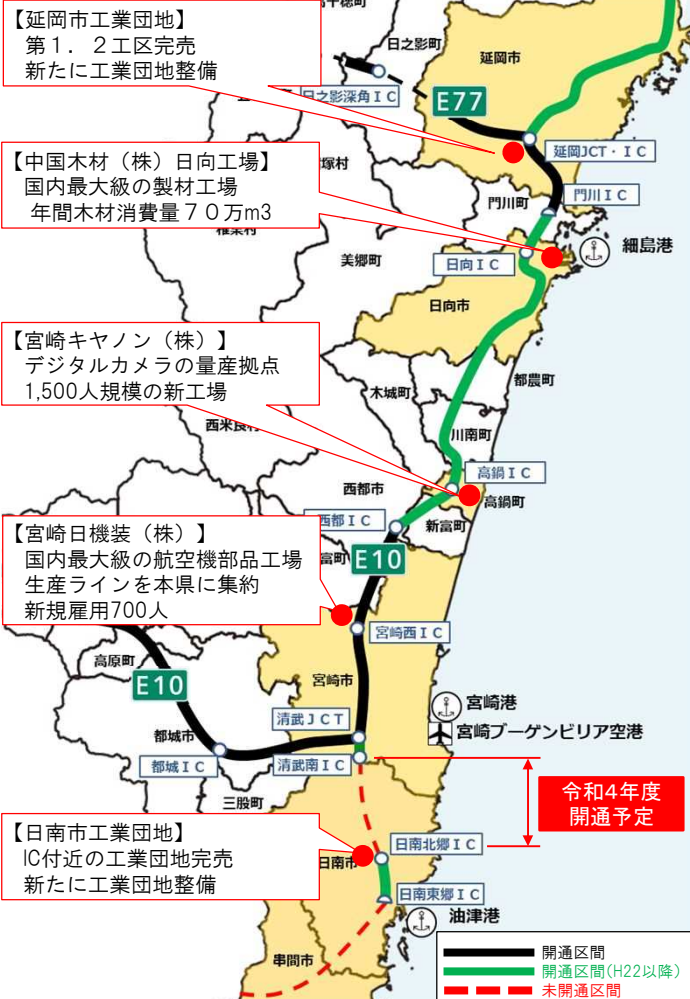 【延岡市工業団地】
第1．2工区完売
新たに工業団地整備
日之影町
延岡市
日之影深角ＩＣ
E77
延岡JCT・ＩＣ
【中国木材（株）日向工場】
国内最大級の製材工場
年間木材消費量７０万m3
門川町
門川ＩＣ
細島港
美郷町
日向ＩＣ
日向市
【宮崎キヤノン（株）】
デジタルカメラの量産拠点
1,500人規模の新工場
都農町
木城町
西米良村
川南町
高鍋ＩＣ
西都市
高鍋町
西都ＩＣ
新富町
【宮崎日機装（株）】
国内最大級の航空機部品工場
生産ラインを本県に集約
新規雇用700人
E10
宮崎西ＩＣ
高原町
E10
宮崎市
宮崎港
清武ＪＣＴ
宮崎ブーゲンビリア空港
都城市
都城ＩＣ
清武南ＩＣ
三股町
令和4年度
開通予定
【日南市工業団地】
IC付近の工業団地完売
新たに工業団地整備
日南北郷ＩＣ
日南市
日南東郷ＩＣ
油津港
串間市
開通区間
開通区間(H22以降)
未開通区間